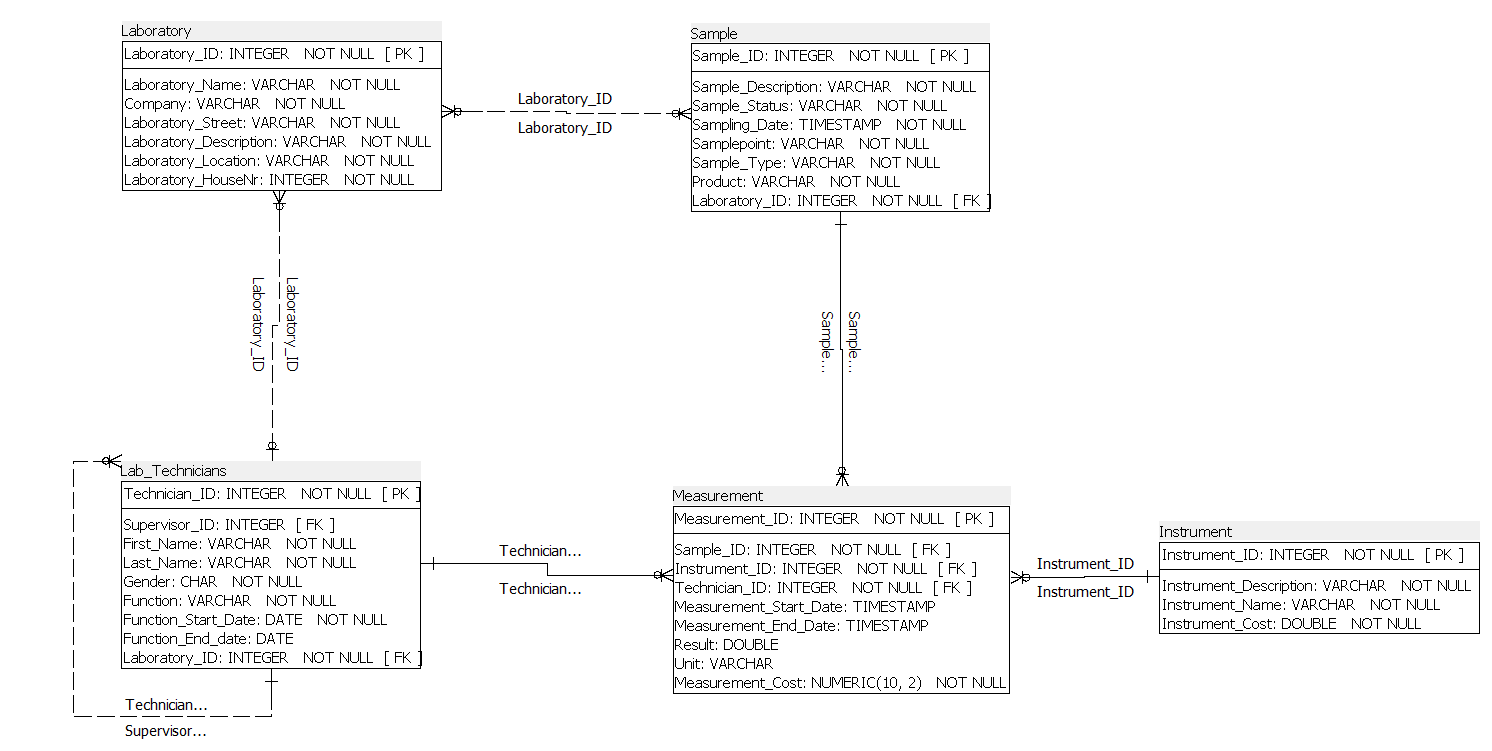 Laboratory
Laboratory_ID: INTEGER NOT NULL [ PK ]
Laboratory_Name: VARCHAR NOT NULL
Company: VARCHAR NOT NULL
Laboratory_Street: VARCHAR NOT NULL
Laboratory_Description: VARCHAR NOT NULL
Laboratory_Location: VARCHAR NOT NULL
Laboratory_HouseNr: INTEGER NOT NULL
Laboratory_ID
Laboratory_ID
Sample
Sample_ID: INTEGER NOT NULL [ PK ]
Sample_Description: VARCHAR NOT NULL
Sample_Status: VARCHAR NOT NULL
Sampling_Date: TIMESTAMP NOT NULL
Samplepoint: VARCHAR NOT NULL
Sample_Type: VARCHAR NOT NULL
Product: VARCHAR NOT NULL
Laboratory_ID: INTEGER NOT NULL [ FK ]
Laboratory_ID
Laboratory_ID
Sample...
Sample...
Lab_Technicians
Technician_ID: INTEGER NOT NULL [ PK ]
Supervisor_ID: INTEGER [ FK ]
First_Name: VARCHAR NOT NULL
Last_Name: VARCHAR NOT NULL
Gender: CHAR NOT NULL
Function: VARCHAR NOT NULL
Function_Start_Date: DATE NOT NULL
Function_End_date: DATE
Laboratory_ID: INTEGER NOT NULL [ FK ]
Technician...
Supervisor...
Technician...
Technician...
Measurement
Measurement_ID: INTEGER NOT NULL [ PK ]
Sample_ID: INTEGER NOT NULL [ FK ]
Instrument_ID: INTEGER NOT NULL [ FK ]
Technician_ID: INTEGER NOT NULL [ FK ]
Measurement_Start_Date: TIMESTAMP
Measurement_End_Date: TIMESTAMP
Result: DOUBLE
Unit: VARCHAR
Measurement_Cost: NUMERIC(10, 2) NOT NULL
Instrument_ID
Instrument_ID
Instrument
Instrument_ID: INTEGER NOT NULL [ PK ]
Instrument_Description: VARCHAR NOT NULL
Instrument_Name: VARCHAR NOT NULL
Instrument_Cost: DOUBLE NOT NULL